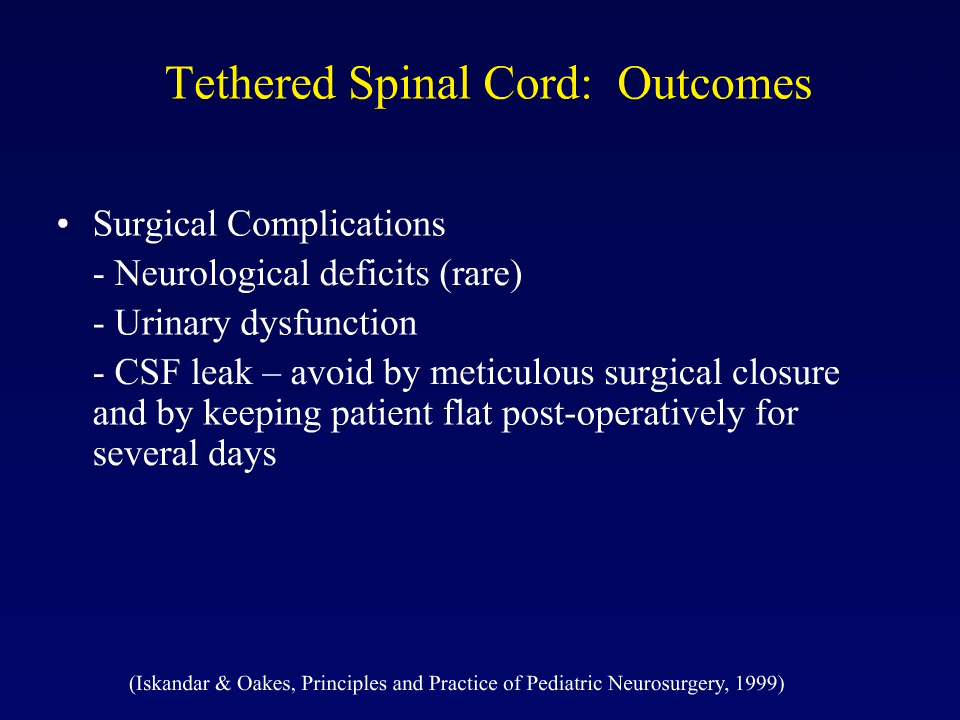 Tethered Spinal Cord:  Outcomes
• Surgical Complications
- Neurological deficits (rare)
- Urinary dysfunction
- CSF leak – avoid by meticulous surgical closure
and by keeping patient flat post-operatively for
several days
(Iskandar & Oakes, Principles and Practice of Pediatric Neurosurgery, 1999)